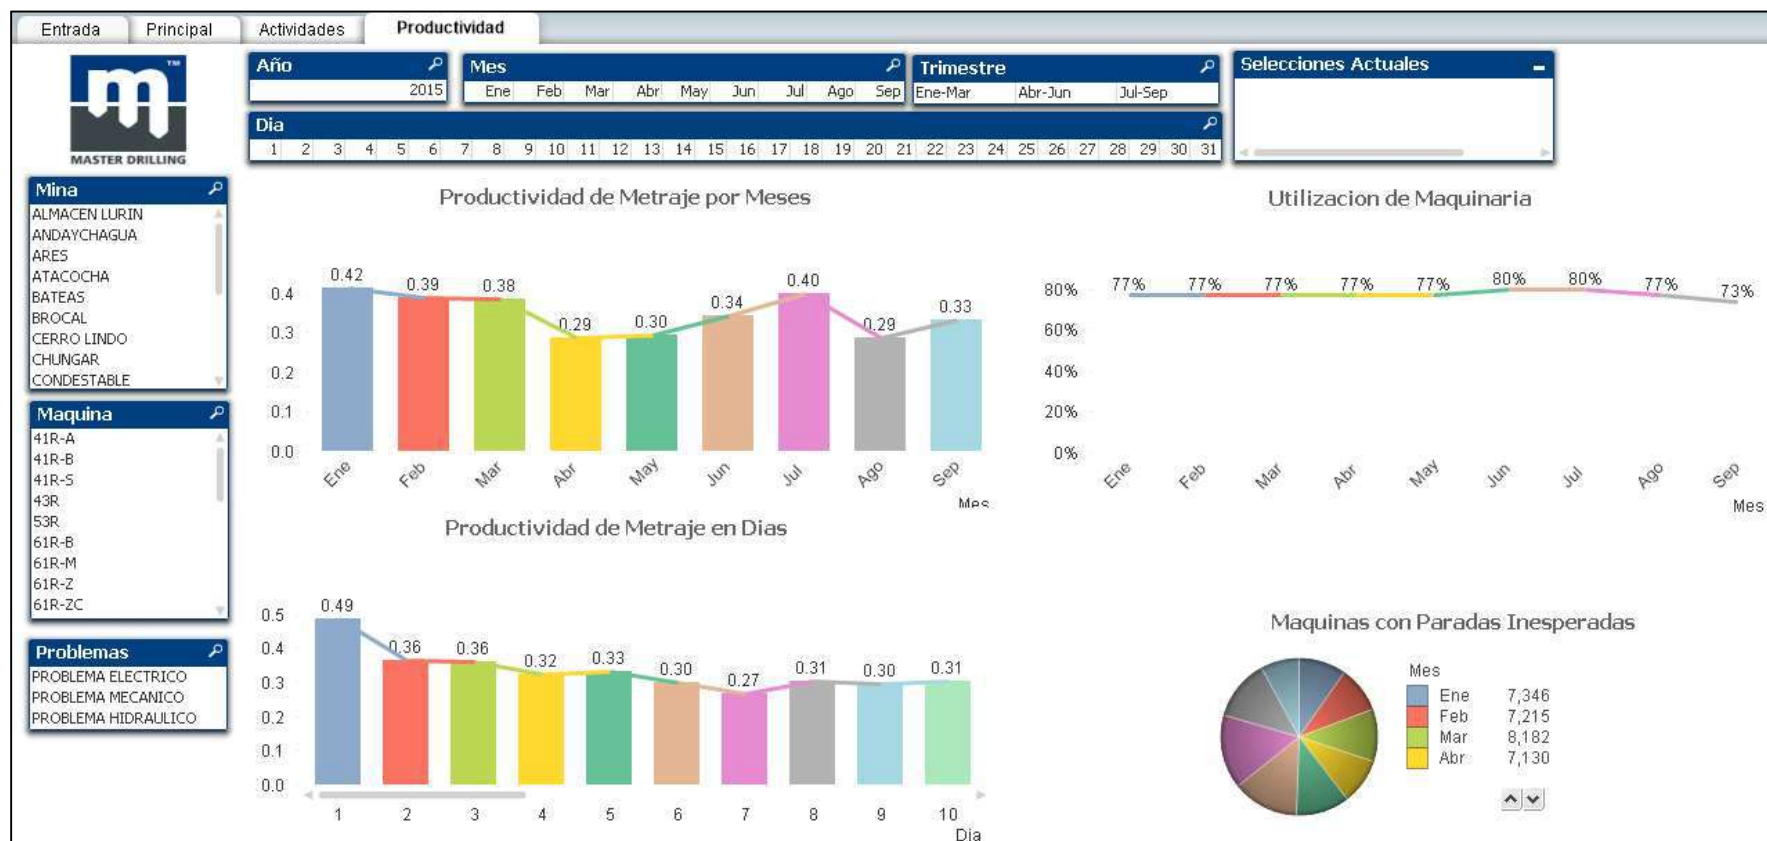 Entrada Principal Actividades Productividad
m™
MASTER DRILLING
Año
2015
Mes
Ene Feb Mar Abr May Jun Jul Ago Sep
Trimestre
Ene-Mar Abr-Jun Jul-Sep
Selecciones Actuales
Dia
1 2 3 4 5 6 7 8 9 10 11 12 13 14 15 16 17 18 19 20 21 22 23 24 25 26 27 28 29 30 31
Mina
ALMACEN LURIN
ANDAYCHAGUA
ARES
ATACOCHA
BATEAS
BROCAL
CERRO LINDO
CHUNGAR
CONDESTABLE
Maquina
41R-A
41R-B
41R-S
43R
53R
61R-B
61R-M
61R-Z
61R-ZC
Problemas
PROBLEMA ELECTRICO
PROBLEMA MECANICO
PROBLEMA HIDRAULICO
Productividad de Metraje por Meses
0.42 0.39 0.38 0.29 0.30 0.34 0.40 0.29 0.33
0.4
0.3
0.2
0.1
0.0
Ene Feb Mar Abr May Jun Jul Ago Sep
Mes
Utilizacion de Maquinaria
77% 77% 77% 77% 77% 80% 80% 77% 73%
80%
60%
40%
20%
0%
Ene Feb Mar Abr May Jun Jul Ago Sep
Mes
Productividad de Metraje en Dias
0.49 0.36 0.36 0.32 0.33 0.30 0.27 0.31 0.30 0.31
0.5
0.4
0.3
0.2
0.1
0.0
1 2 3 4 5 6 7 8 9 10
Dia
Maquinas con Paradas Inesperadas
Mes
Ene 7,346
Feb 7,215
Mar 8,182
Abr 7,130